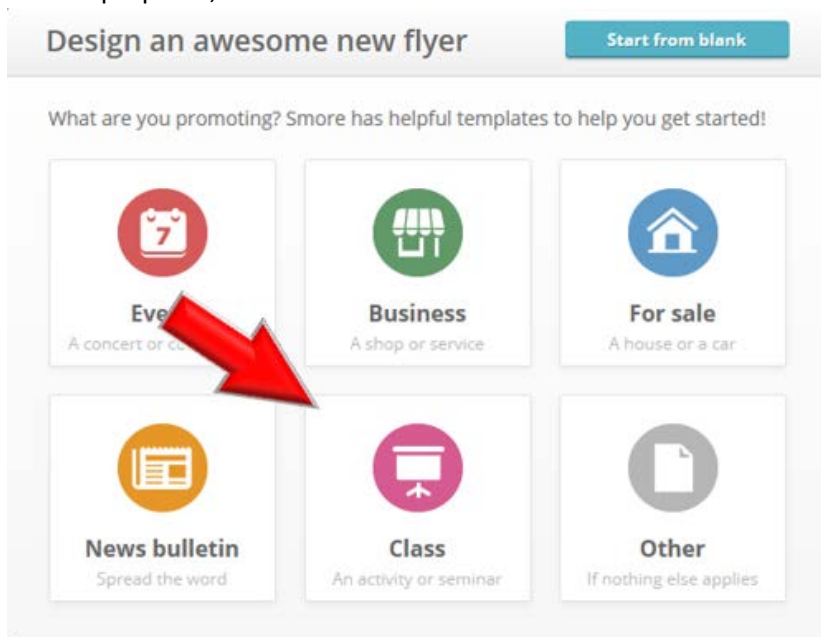 Design an awesome new flyer
Start from blank
What are you promoting? Smore has helpful templates to help you get started!
7
Business
For sale
A concert or
A shop or service
A house or a car
News bulletin
Class
Other
Spread the word
An activity or seminar
If nothing else applies